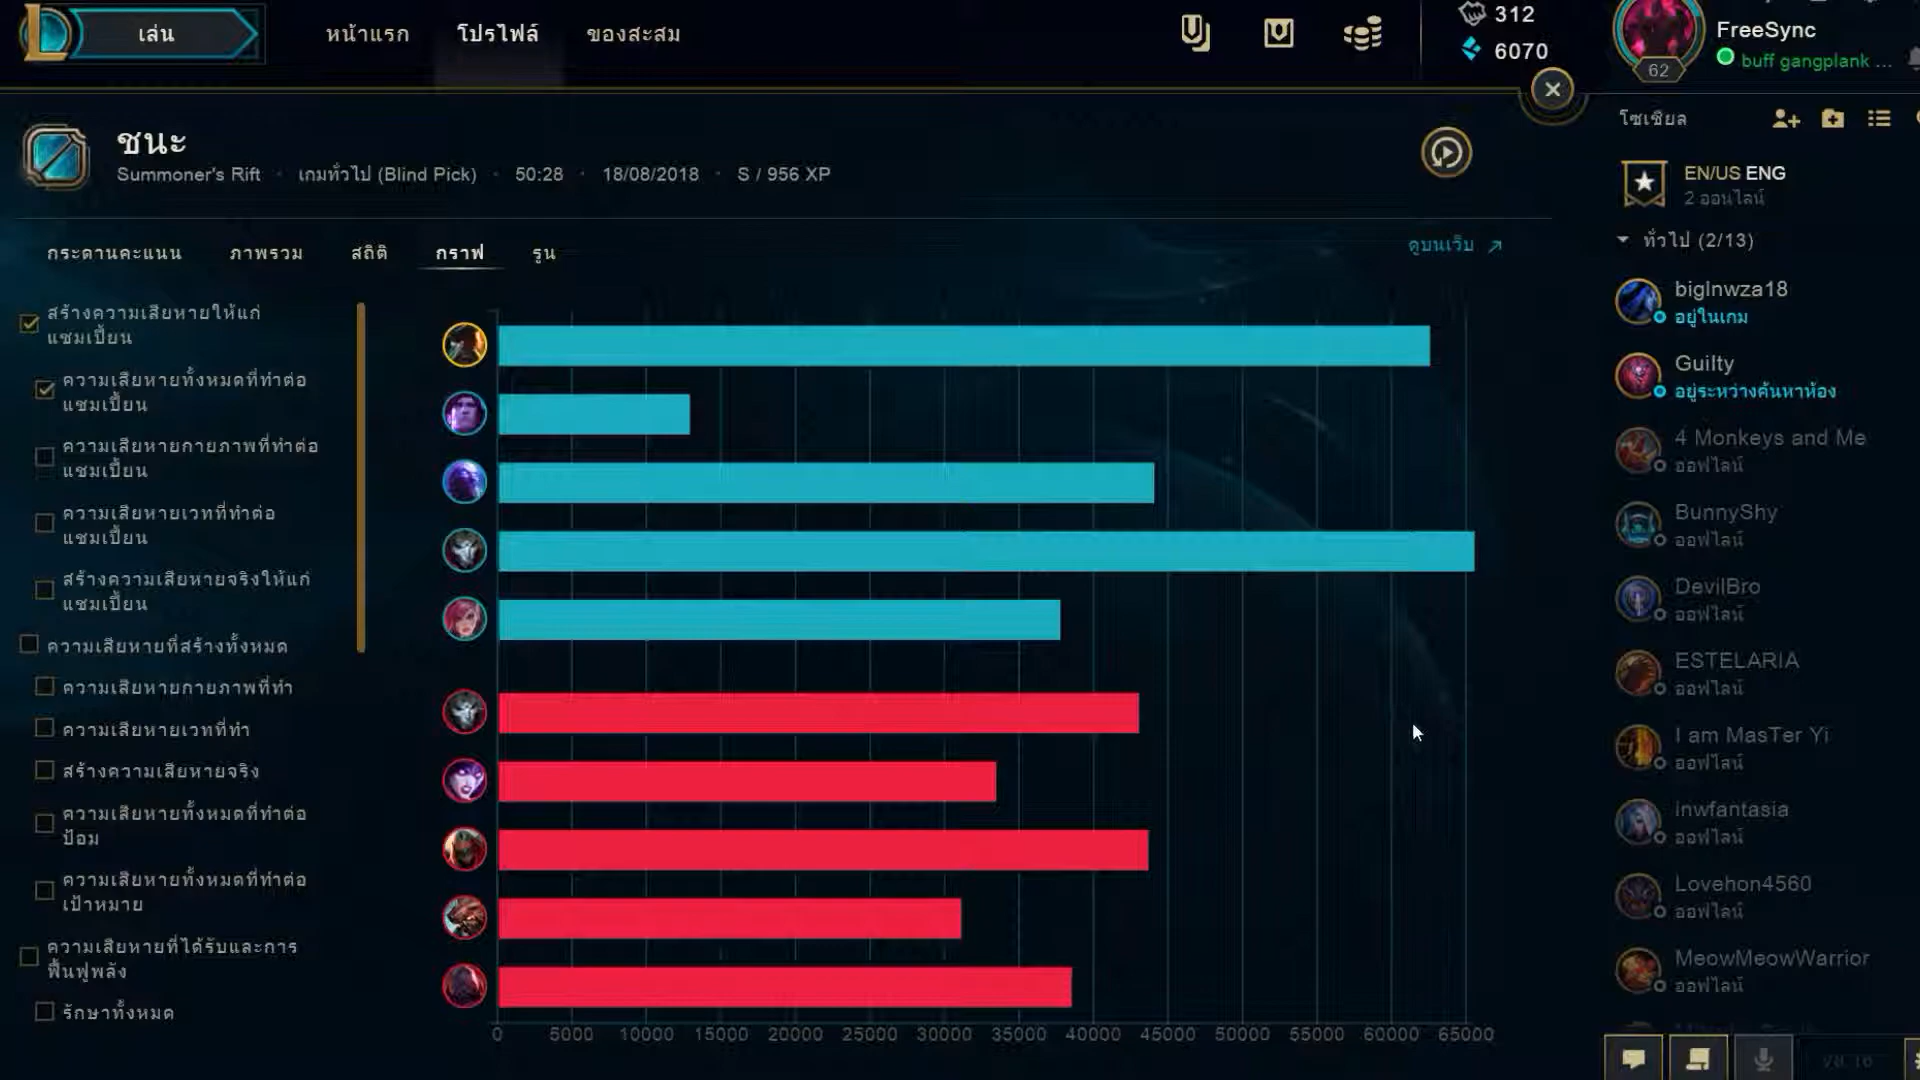 เล่น
หน้าแรก
โปรไฟล์
ของสะสม
312
6070
62
FreeSync
buff gangplank ...
ชนะ
Summoner's Rift · เกมทั่วไป (Blind Pick) · 50:28 · 18/08/2018 · S / 956 XP
กระดานคะแนน
ภาพรวม
สถิติ
กราฟ
รูน
ดูบนเว็บ
สร้างความเสียหายให้แก่
แชมเปี้ยน
ความเสียหายทั้งหมดที่ทำต่อ
แชมเปี้ยน
ความเสียหายกายภาพที่ทำต่อ
แชมเปี้ยน
ความเสียหายเวทที่ทำต่อ
แชมเปี้ยน
สร้างความเสียหายจริงให้แก่
แชมเปี้ยน
ความเสียหายที่สร้างทั้งหมด
ความเสียหายกายภาพที่ทำ
ความเสียหายเวทที่ทำ
สร้างความเสียหายจริง
ความเสียหายทั้งหมดที่ทำต่อ
ป้อม
ความเสียหายทั้งหมดที่ทำต่อ
เป้าหมาย
ความเสียหายที่ได้รับและการ
ฟื้นฟูพลัง
รักษาทั้งหมด
0 5000 10000 15000 20000 25000 30000 35000 40000 45000 50000 55000 60000 65000
โซเชียล
EN/US ENG
2 ออนไลน์
ทั่วไป (2/13)
biglnwza18
อยู่ในเกม
Guilty
อยู่ระหว่างค้นหาห้อง
4 Monkeys and Me
ออฟไลน์
BunnyShy
ออฟไลน์
DevilBro
ออฟไลน์
ESTELARIA
ออฟไลน์
I am MasTer Yi
ออฟไลน์
inwfantasia
ออฟไลน์
Lovehon4560
ออฟไลน์
MeowMeowWarrior
ออฟไลน์
V8.16